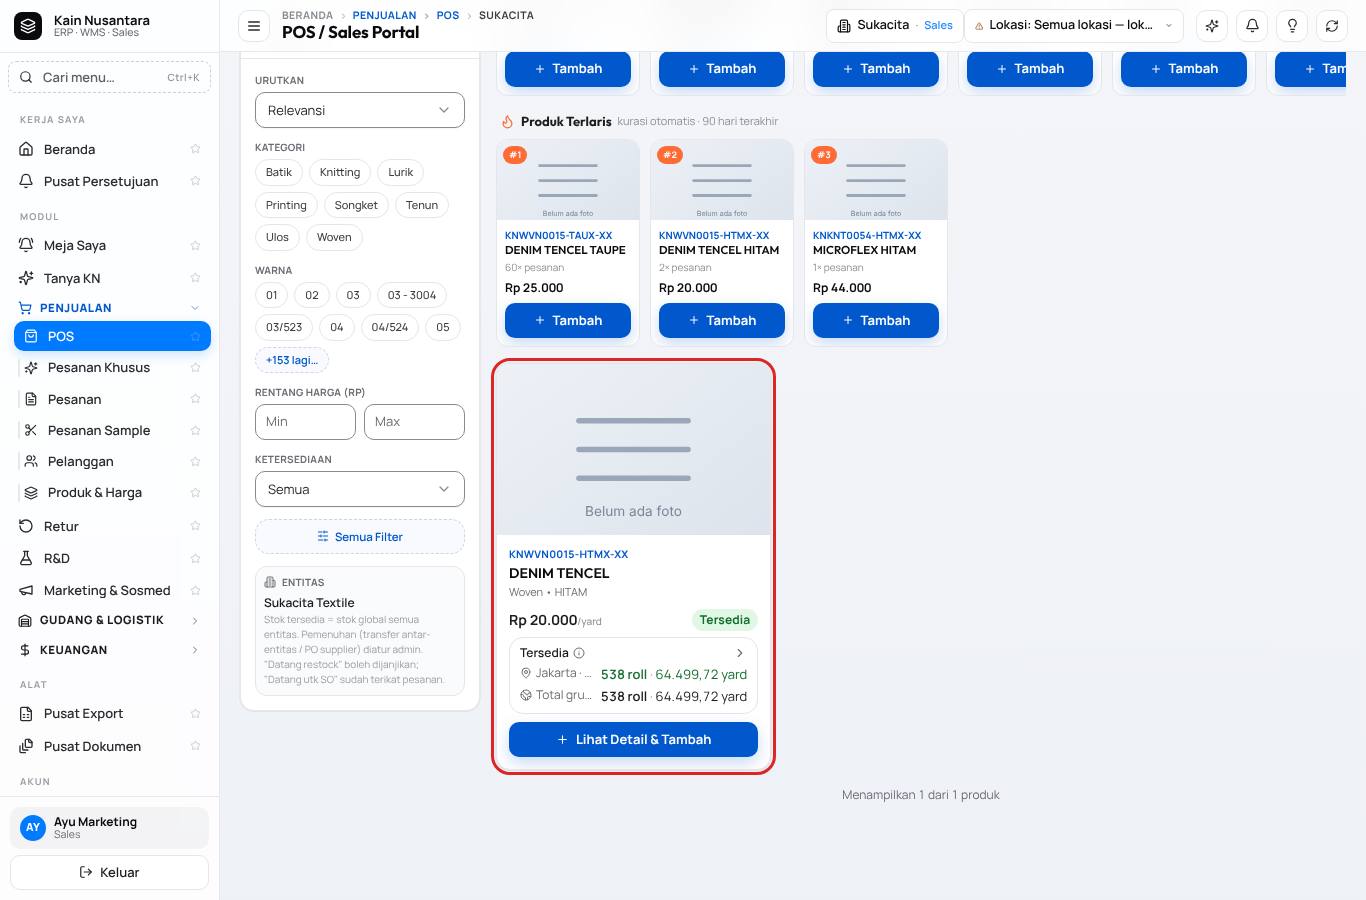 Kain Nusantara
ERP · WMS · Sales
Cari menu...
Ctrl+K
KERJA SAYA
Beranda
Pusat Persetujuan
MODUL
Meja Saya
Tanya KN
PENJUALAN
POS
Pesanan Khusus
Pesanan
Pesanan Sample
Pelanggan
Produk & Harga
Retur
R&D
Marketing & Sosmed
GUDANG & LOGISTIK
KEUANGAN
ALAT
Pusat Export
Pusat Dokumen
AKUN
AY
Ayu Marketing
Sales
Keluar
BERANDA › PENJUALAN › POS › SUKACITA
POS / Sales Portal
Sukacita · Sales
Lokasi: Semua lokasi — lok...
URUTKAN
Relevansi
KATEGORI
Batik Knitting Lurik
Printing Songket Tenun
Ulos Woven
WARNA
01 02 03 03 - 3004
03/523 04 04/524 05
+153 lagi...
RENTANG HARGA (RP)
Min Max
KETERSEDIAAN
Semua
Semua Filter
ENTITAS
Sukacita Textile
Stok tersedia = stok global semua
entitas. Pemenuhan (transfer antar-
entitas / PO supplier) diatur admin.
"Datang restock" boleh dijanjikan;
"Datang utk SO" sudah terikat pesanan.
+ Tambah + Tambah + Tambah + Tambah + Tambah + Tam
Produk Terlaris kurasi otomatis · 90 hari terakhir
#1
Belum ada foto
KNWVN0015-TAUX-XX
DENIM TENCEL TAUPE
60× pesanan
Rp 25.000
+ Tambah
#2
Belum ada foto
KNWVN0015-HTMX-XX
DENIM TENCEL HITAM
2× pesanan
Rp 20.000
+ Tambah
#3
Belum ada foto
KNKNT0054-HTMX-XX
MICROFLEX HITAM
1× pesanan
Rp 44.000
+ Tambah
Belum ada foto
KNWVN0015-HTMX-XX
DENIM TENCEL
Woven • HITAM
Rp 20.000/yard
Tersedia
Tersedia
Jakarta · ... 538 roll · 64.499,72 yard
Total gru... 538 roll · 64.499,72 yard
+ Lihat Detail & Tambah
Menampilkan 1 dari 1 produk